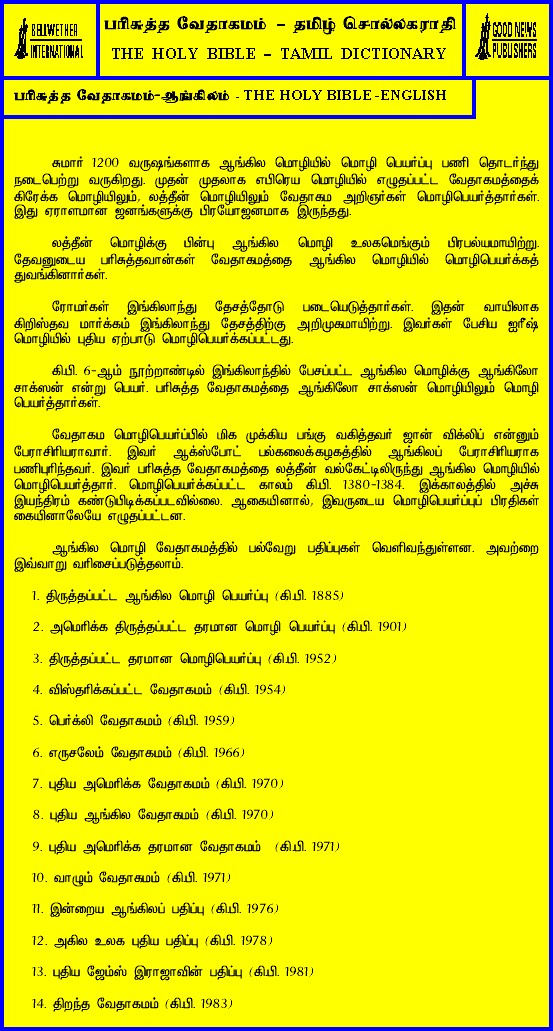 BELLWETHER
INTERNATIONAL
பரிசுத்த வேதாகமம் – தமிழ் சொல்லகராதி
THE HOLY BIBLE – TAMIL DICTIONARY
GOOD NEWS
PUBLISHERS
பரிசுத்த வேதாகமம்-ஆங்கிலம் - THE HOLY BIBLE -ENGLISH
சுமார் 1200 வருஷங்களாக ஆங்கில மொழியில் மொழி பெயர்ப்பு பணி தொடர்ந்து
நடைபெற்று வருகிறது. முதன் முதலாக எபிரெய மொழியில் எழுதப்பட்ட வேதாகமத்தைக்
கிரேக்க மொழியிலும், லத்தீன் மொழியிலும் வேதாகம அறிஞர்கள் மொழிபெயர்த்தார்கள்.
இது ஏராளமான ஜனங்களுக்கு பிரயோஜனமாக இருந்தது.
லத்தீன் மொழிக்கு பின்பு ஆங்கில மொழி உலகமெங்கும் பிரபல்யமாயிற்று.
தேவனுடைய பரிசுத்தவான்கள் வேதாகமத்தை ஆங்கில மொழியில் மொழிபெயர்க்கத்
துவங்கினார்கள்.
ரோமர்கள் இங்கிலாந்து தேசத்தோடு படையெடுத்தார்கள். இதன் வாயிலாக
கிறிஸ்தவ மார்க்கம் இங்கிலாந்து தேசத்திற்கு அறிமுகமாயிற்று. இவர்கள் பேசிய ஐரீஷ்
மொழியில் புதிய ஏற்பாடு மொழிபெயர்க்கப்பட்டது.
கி.பி. 6-ஆம் நூற்றாண்டில் இங்கிலாந்தில் பேசப்பட்ட ஆங்கில மொழிக்கு ஆங்கிலோ
சாக்ஸன் என்று பெயர். பரிசுத்த வேதாகமத்தை ஆங்கிலோ சாக்ஸன் மொழியிலும் மொழி
பெயர்த்தார்கள்.
வேதாகம மொழிபெயர்ப்பில் மிக முக்கிய பங்கு வகித்தவர் ஜான் விக்லிப் என்னும்
பேராசிரியராவார். இவர் ஆக்ஸ்போட் பல்கலைக்கழகத்தில் ஆங்கிலப் பேராசிரியராக
பணிபுரிந்தவர். இவர் பரிசுத்த வேதாகமத்தை லத்தீன் வல்கேட்டிலிருந்து ஆங்கில மொழியில்
மொழிபெயர்த்தார். மொழிபெயர்க்கப்பட்ட காலம் கி.பி. 1380-1384. இக்காலத்தில் அச்சு
இயந்திரம் கண்டுபிடிக்கப்படவில்லை. ஆகையினால், இவருடைய மொழிபெயர்ப்புப் பிரதிகள்
கையினாலேயே எழுதப்பட்டன.
ஆங்கில மொழி வேதாகமத்தில் பல்வேறு பதிப்புகள் வெளிவந்துள்ளன. அவற்றை
இவ்வாறு வரிசைப்படுத்தலாம்.
1. திருத்தப்பட்ட ஆங்கில மொழி பெயர்ப்பு (கி.பி. 1885)
2. அமெரிக்க திருத்தப்பட்ட தரமான மொழி பெயர்ப்பு (கி.பி. 1901)
3. திருத்தப்பட்ட தரமான மொழிபெயர்ப்பு (கி.பி. 1952)
4. விஸ்தரிக்கப்பட்ட வேதாகமம் (கி.பி. 1954)
5. பெர்க்லி வேதாகமம் (கி.பி. 1959)
6. எருசலேம் வேதாகமம் (கி.பி. 1966)
7. புதிய அமெரிக்க வேதாகமம் (கி.பி. 1970)
8. புதிய ஆங்கில வேதாகமம் (கி.பி. 1970)
9. புதிய அமெரிக்க தரமான வேதாகமம் (கி.பி. 1971)
10. வாழும் வேதாகமம் (கி.பி. 1971)
11. இன்றைய ஆங்கிலப் பதிப்பு (கி.பி. 1976)
12. அகில உலக புதிய பதிப்பு (கி.பி. 1978)
13. புதிய ஜேம்ஸ் இராஜாவின் பதிப்பு (கி.பி. 1981)
14. திறந்த வேதாகமம் (கி.பி. 1983)